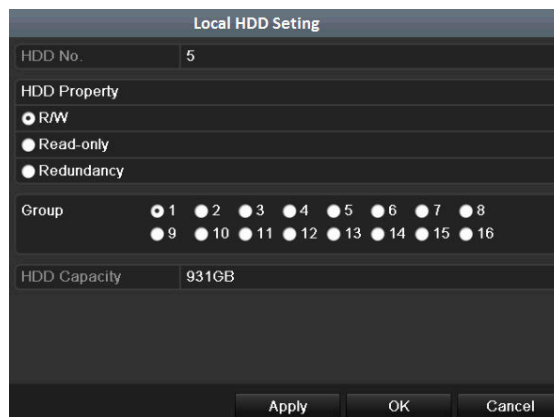 Local HDD Seting
HDD No. 5
HDD Property
R/W
Read-only
Redundancy
Group 1 2 3 4 5 6 7 8
9 10 11 12 13 14 15 16
HDD Capacity 931GB
Apply OK Cancel